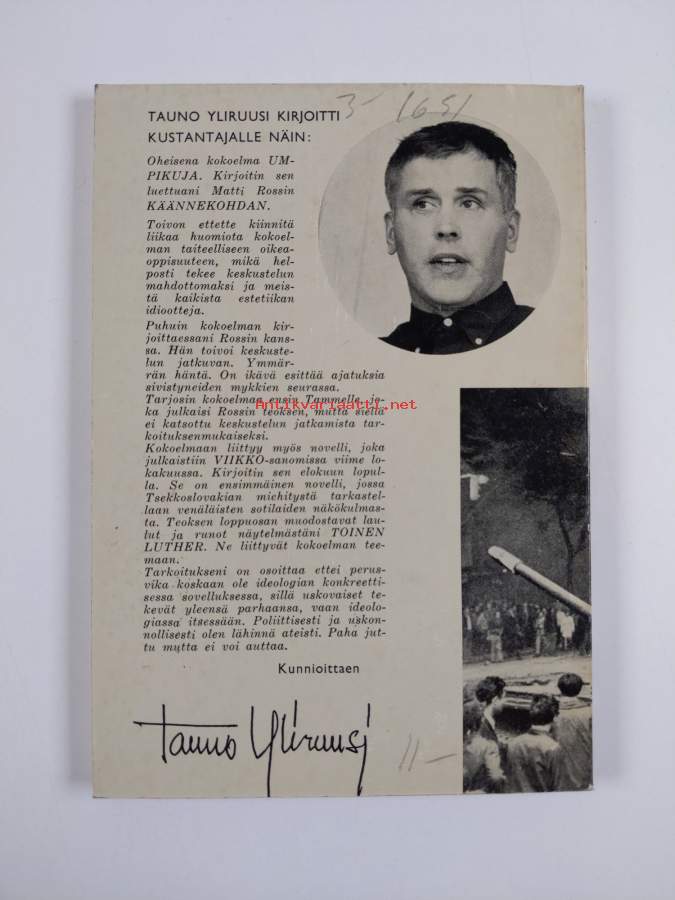 3- 1651
TAUNO YLIRUUSI KIRJOITTI
KUSTANTAJALLE NÄIN:
Oheisena kokoelma UM-
PIKUJA. Kirjoitin sen
luettuani Matti Rossin
KÄÄNNEKOHDAN.
Toivon ettette kiinnitä
liikaa huomiota kokoel-
man taiteelliseen oikea-
oppisuuteen, mikä hel-
posti tekee keskustelun
mahdottomaksi ja meis-
tä kaikista estetiikan
idiootteja.
Puhuin kokoelman kir-
joittaessani Rossin kans-
sa. Hän toivoi keskuste-
lun jatkuvan. Ymmär-
rän häntä. On ikävä esittää ajatuksia
sivistyneiden mykkien seurassa.
Tarjosin kokoelmaa ensin Tammelle, jo-
ka julkaisi Rossin teoksen, mutta siellä
ei katsottu keskustelun jatkamista tar-
koituksenmukaiseksi.
Kokoelmaan liittyy myös novelli, joka
julkaistiin VIIKKO-sanomissa viime lo-
kakuussa. Kirjoitin sen elokuun lopul-
la. Se on ensimmäinen novelli, jossa
Tsekkoslovakian miehitystä tarkastel-
laan venäläisten sotilaiden näkökulmas-
ta. Teoksen loppuosan muodostavat lau-
lut ja runot näytelmästäni TOINEN
LUTHER. Ne liittyvät kokoelman tee-
maan.
Tarkoitukseni on osoittaa ettei perus-
vika koskaan ole ideologian konkreetti-
sessa sovelluksessa, sillä uskovaiset te-
kevät yleensä parhaansa, vaan ideolo-
giassa itsessään. Poliittisesti ja uskon-
nollisesti olen lähinnä ateisti. Paha jut-
tu mutta ei voi auttaa.
Kunnioittaen
Tauno Yliruusi
11-
Antikvariaatti.net